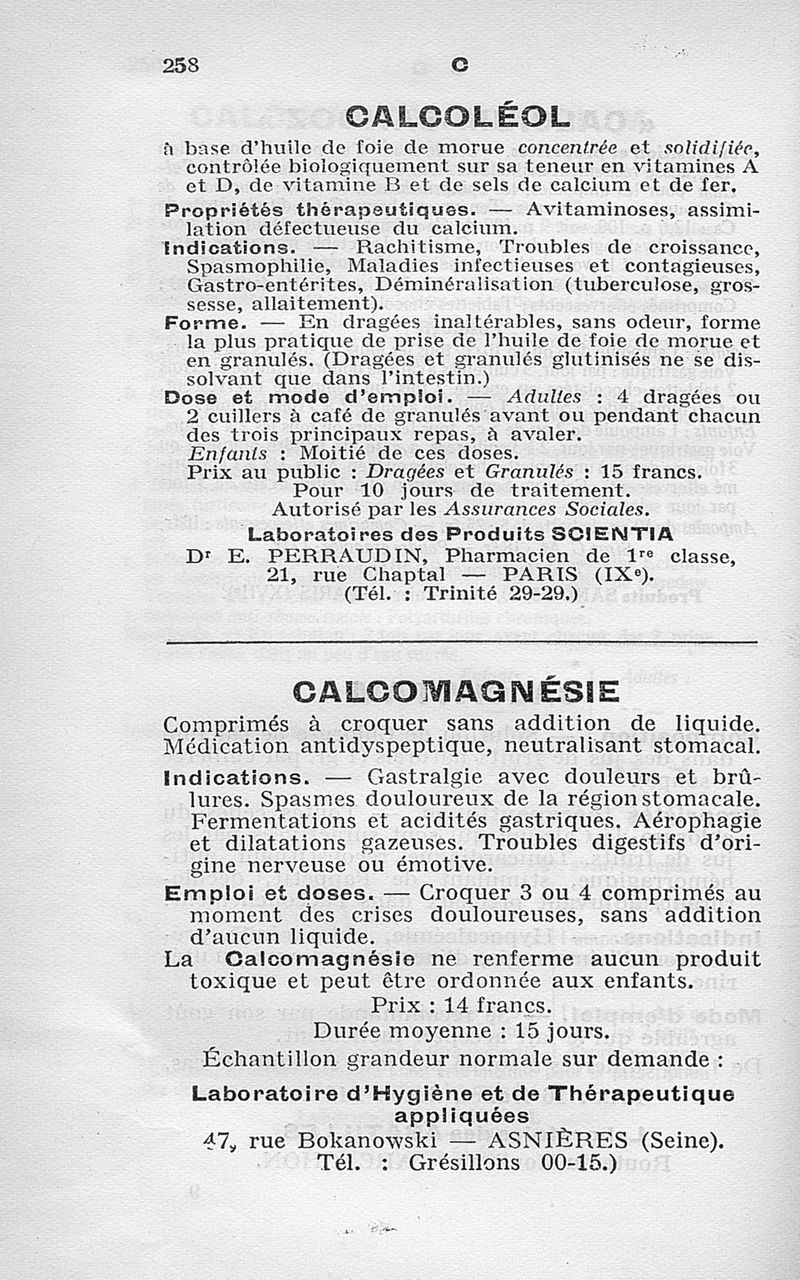 258
C
CALCOLÉOL
à base d'huile de foie de morue concentrée et solidifiée,
contrôlée biologiquement sur sa teneur en vitamines A
et D, de vitamine B et de sels de calcium et de fer.
Propriétés thérapeutiques. — Avitaminoses, assimi-
lation défectueuse du calcium.
Indications. — Rachitisme, Troubles de croissance,
Spasmophilie, Maladies infectieuses et contagieuses,
Gastro-entérites, Déminéralisation (tuberculose, gros-
sesse, allaitement).
Forme. — En dragées inaltérables, sans odeur, forme
la plus pratique de prise de l'huile de foie de morue et
en granulés. (Dragées et granulés glutinisés ne se dis-
solvant que dans l'intestin.)
Dose et mode d'emploi. — Adultes : 4 dragées ou
2 cuillers à café de granulés avant ou pendant chacun
des trois principaux repas, à avaler.
Enfants : Moitié de ces doses.
Prix au public : Dragées et Granulés : 15 francs.
Pour 10 jours de traitement.
Autorisé par les Assurances Sociales.
Laboratoires des Produits SCIENTIA
Dr E. PERRAUDIN, Pharmacien de 1re classe,
21, rue Chaptal — PARIS (IXe).
(Tél. : Trinité 29-29.)
CALCOMAGNÉSIE
Comprimés à croquer sans addition de liquide.
Médication antidyspeptique, neutralisant stomacal.
Indications. — Gastralgie avec douleurs et brû-
lures. Spasmes douloureux de la région stomacale.
Fermentations et acidités gastriques. Aérophagie
et dilatations gazeuses. Troubles digestifs d'ori-
gine nerveuse ou émotive.
Emploi et doses. — Croquer 3 ou 4 comprimés au
moment des crises douloureuses, sans addition
d'aucun liquide.
La Calcomagnésie ne renferme aucun produit
toxique et peut être ordonnée aux enfants.
Prix : 14 francs.
Durée moyenne : 15 jours.
Échantillon grandeur normale sur demande :
Laboratoire d'Hygiène et de Thérapeutique
appliquées
47, rue Bokanowski — ASNIÈRES (Seine).
Tél. : Grésillons 00-15.)